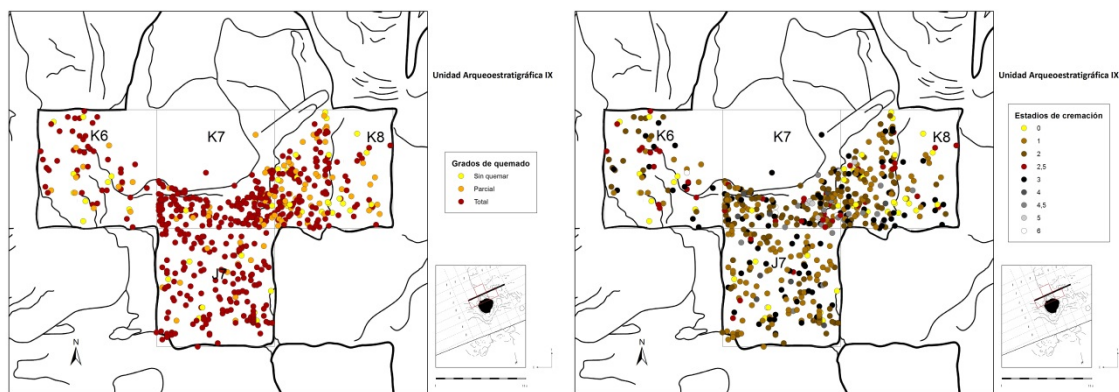 Unidad Arqueoestratigráfica IX
K6
K7
K8
J7
N
Grados de quemado
Sin quemar
Parcial
Total
Unidad Arqueoestratigráfica IX
K6
K7
K8
J7
N
Estadios de cremación
0
1
2
2,5
3
4
4,5
5
6